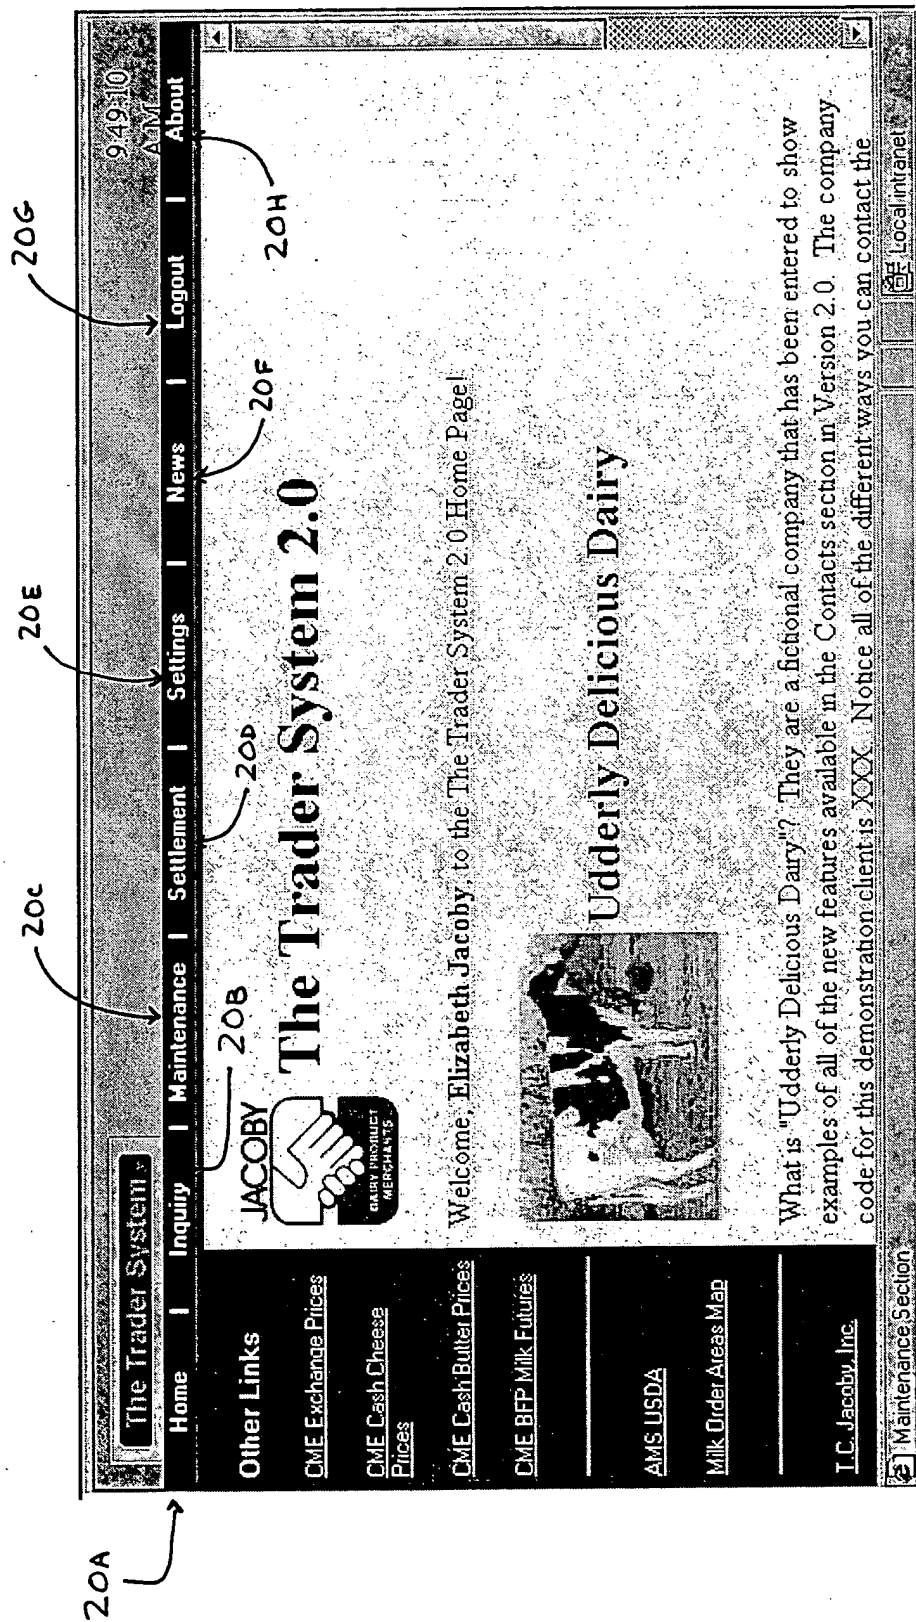 20A
20C
20E
20G
The Trader System
9:49:10
AM
Home | Inquiry | Maintenance | Settlement | Settings | News | Logout | About
20B
20D
20F
20H
Other Links
CME Exchange Prices
CME Cash Cheese
Prices
CME Cash Butter Prices
CME BFP Milk Futures
AMS USDA
Milk Order Areas Map
T.C. Jacoby, Inc.
JACOBY
DAIRY PRODUCT
MERCHANTS
The Trader System 2.0
Welcome, Elizabeth Jacoby, to the The Trader System 2.0 Home Page!
Udderly Delicious Dairy
What is "Udderly Delicious Dairy"? They are a fictional company that has been entered to show
examples of all of the new features available in the Contacts section in Version 2.0. The company
code for this demonstration client is XXX. Notice all of the different ways you can contact the
Maintenance Section
Local intranet